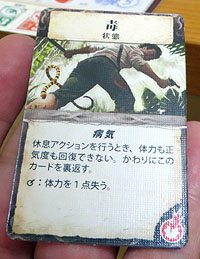 毒
状態
病気
休息アクションを行うとき、体力も正
気度も回復できない。かわりにこの
カードを裏返す。
♂：体力を1点失う。